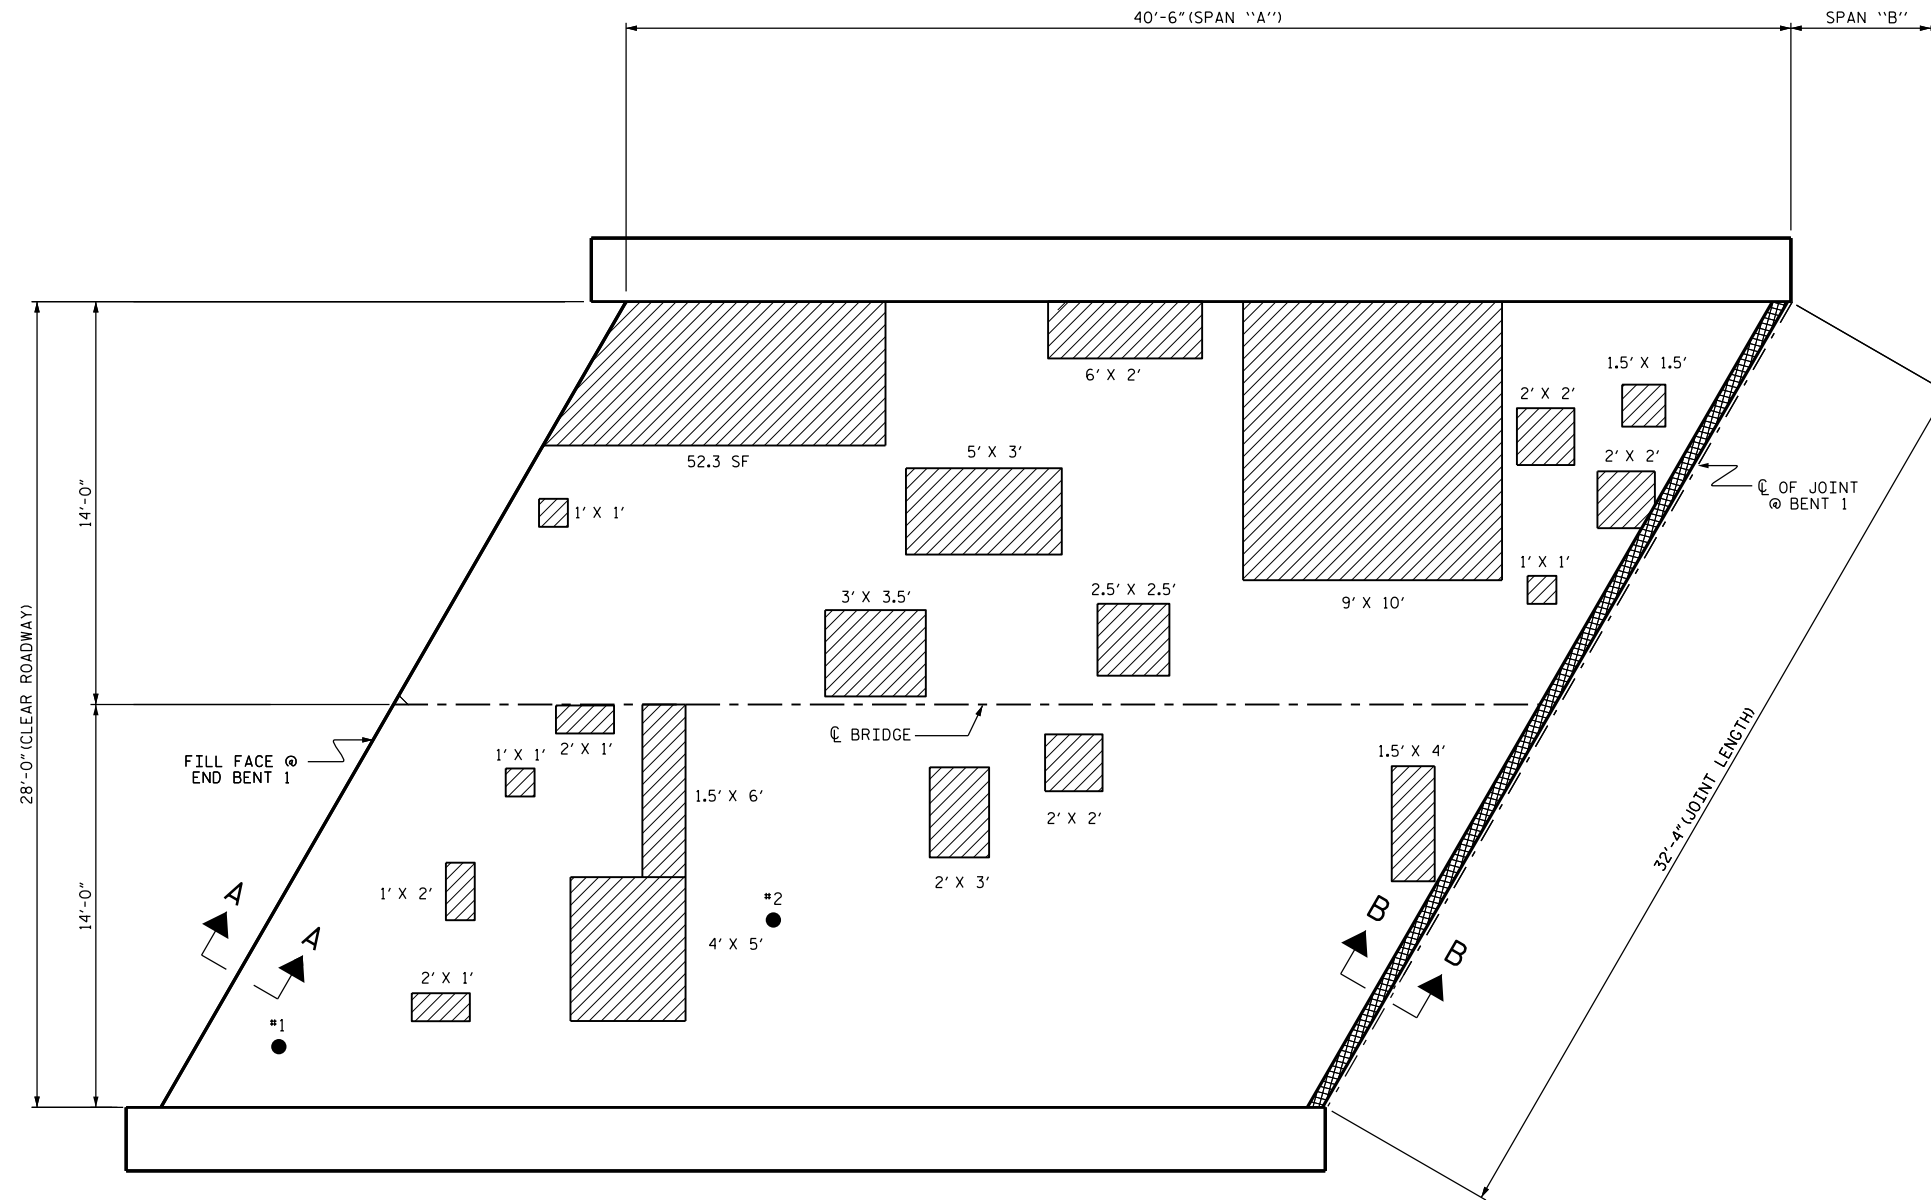 40'-6" (SPAN ``A'')
SPAN ``B''
1.5' X 1.5'
6' X 2'
2' X 2'
5' X 3'
2' X 2'
52.3 SF
14'-0"
℄ OF JOINT
@ BENT 1
1' X 1'
1' X 1'
2.5' X 2.5'
3' X 3.5'
9' X 10'
28'-0" (CLEAR ROADWAY)
℄ BRIDGE
2' X 1'
1' X 1'
1.5' X 4'
FILL FACE @
END BENT 1
1.5' X 6'
2' X 2'
32'-4" (JOINT LENGTH)
2' X 3'
1' X 2'
14'-0"
#2
A
A
B
B
4' X 5'
2' X 1'
#1